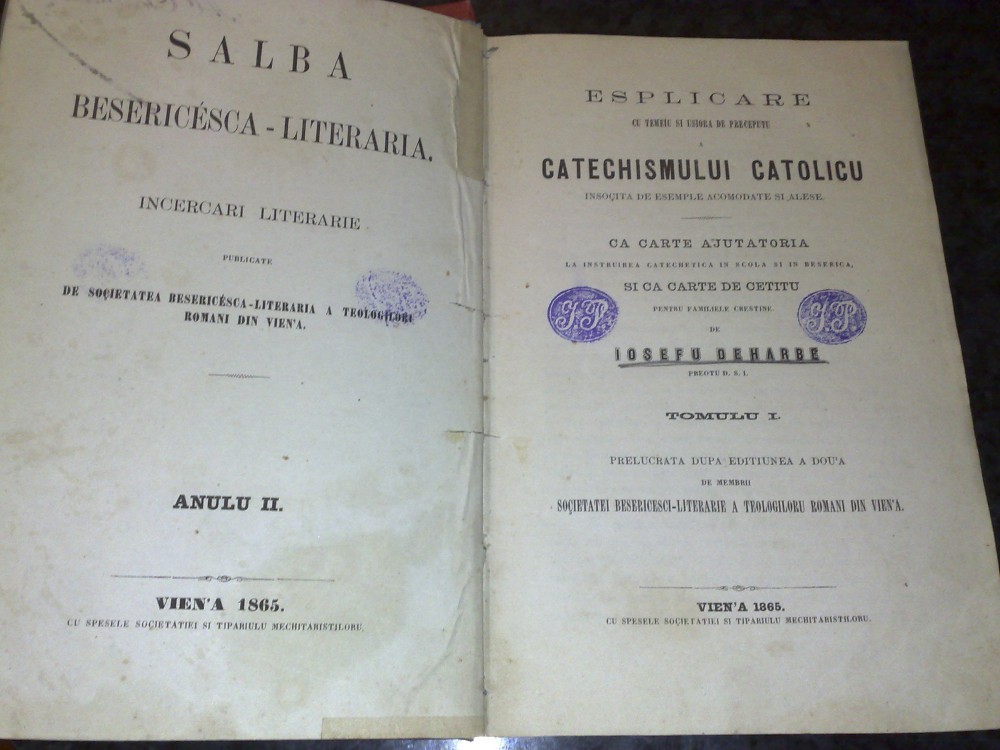 SALBA
BESERICÉSCA - LITERARIA.
INCERCARI LITERARIE
PUBLICATE
DE SOÇIETATEA BESERICÉSCA-LITERARIA A TEOLOGILORU
ROMANI DIN VIEN'A.
ANULU II.
VIEN'A 1865.
CU SPESELE SOÇIETATIEI SI TIPARIULU MECHITARISTILORU.
ESPLICARE
CU TEMEIU SI USIORA DE PRECEPUTU
A
CATECHISMULUI CATOLICU
INSOÇITA DE ESEMPLE ACOMODATE SI ALESE.
CA CARTE AJUTATORIA
LA INSTRUIREA CATECHETICA IN SCOLA SI IN BESERICA,
SI CA CARTE DE CETITU
PENTRU FAMILIELE CRESTINE.
DE
J.P.
J.P.
IOSEFU DEHARBE
PREOTU D. S. I.
TOMULU I.
PRELUCRATA DUPA EDITIUNEA A DOU'A
DE MEMBRII
SOÇIETATEI BESERICESCI-LITERARIE A TEOLOGILORU ROMANI DIN VIEN'A.
VIEN'A 1865.
CU SPESELE SOÇIETATIEI SI TIPARIULU MECHITARISTILORU.